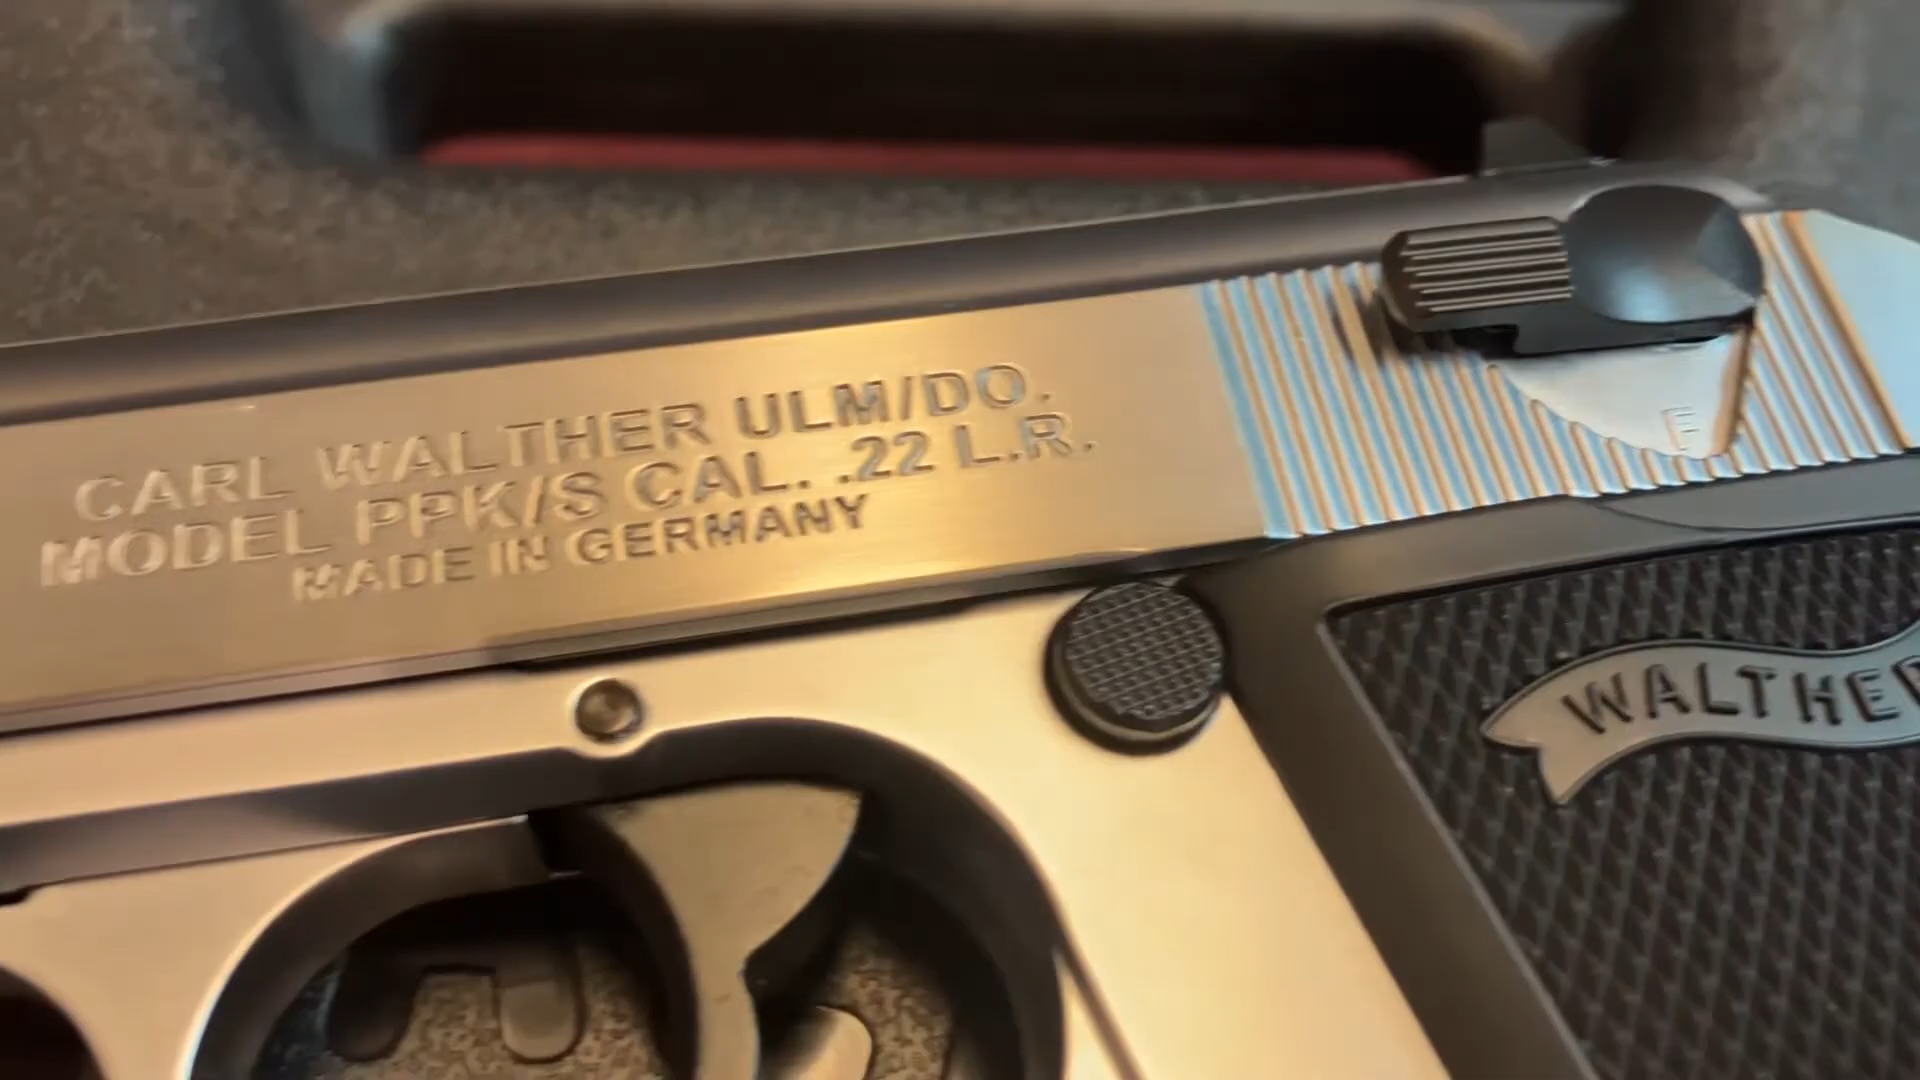 CARL WALTHER ULM/DO.
MODEL PPK/S CAL. .22 L.R.
MADE IN GERMANY
F
WALTHER